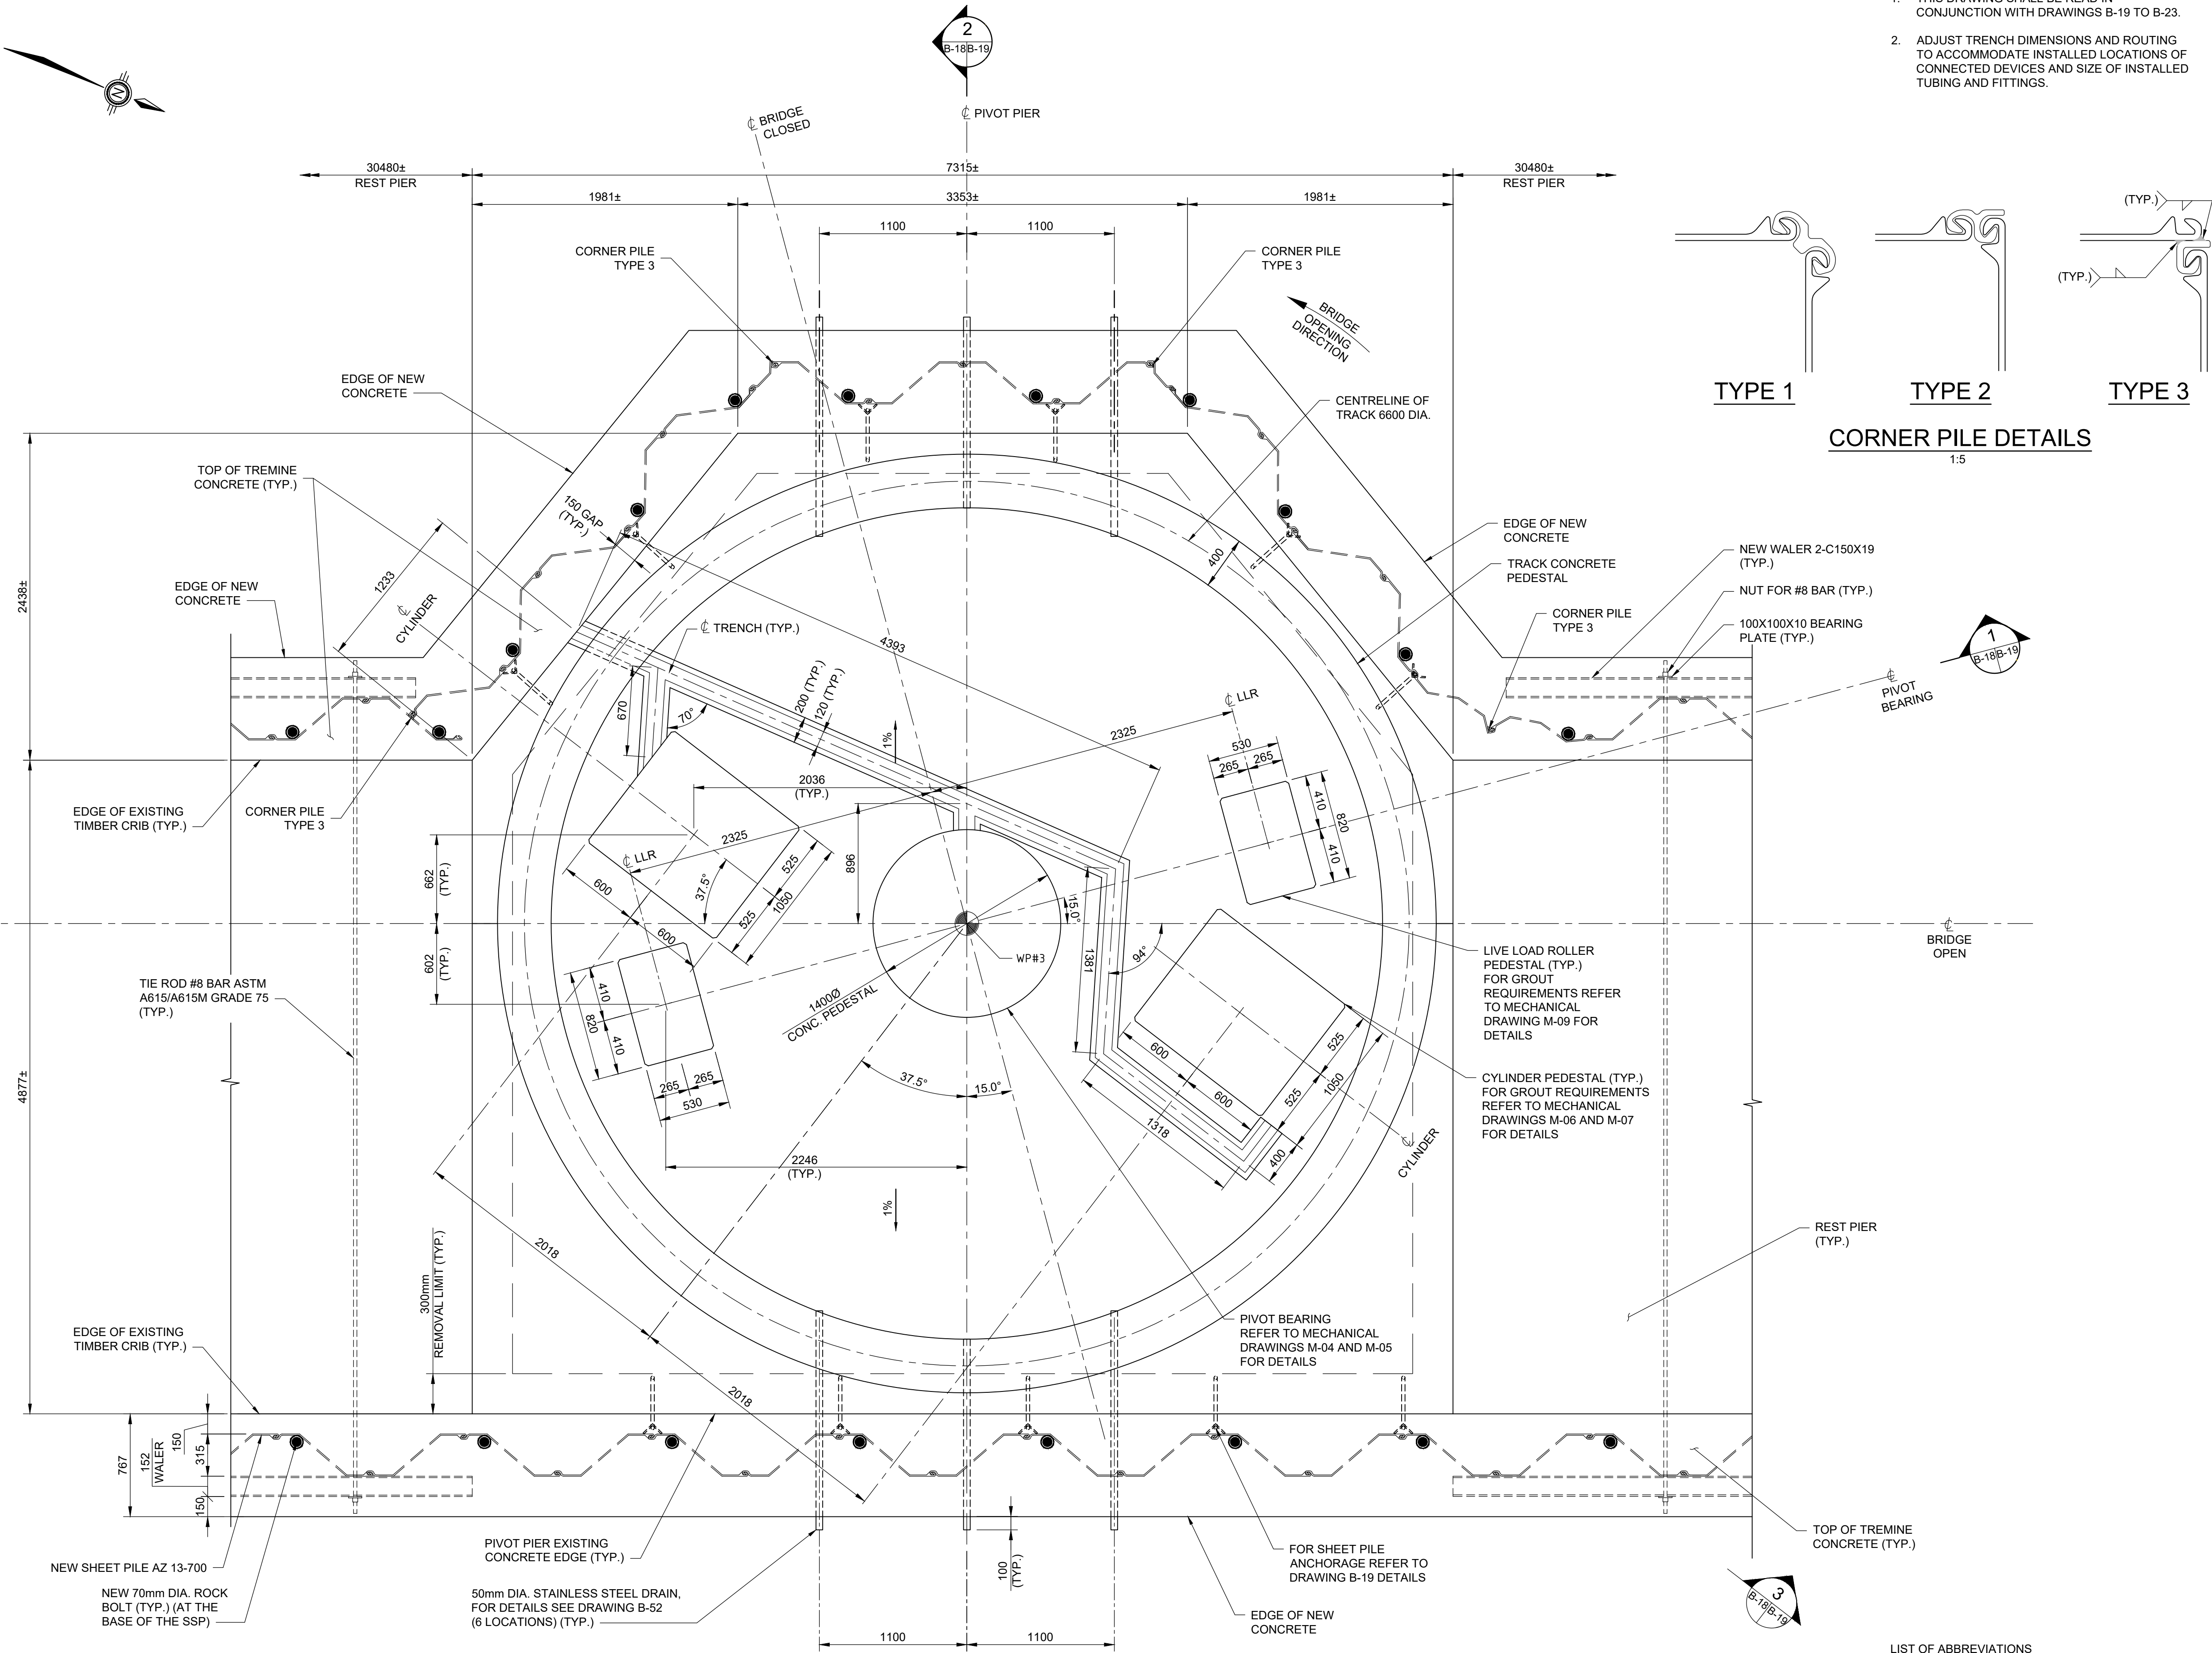 1. THIS DRAWING SHALL BE READ IN
CONJUNCTION WITH DRAWINGS B-19 TO B-23.
2. ADJUST TRENCH DIMENSIONS AND ROUTING
TO ACCOMMODATE INSTALLED LOCATIONS OF
CONNECTED DEVICES AND SIZE OF INSTALLED
TUBING AND FITTINGS.
N
2
B-18 B-19
℄ BRIDGE
CLOSED
℄ PIVOT PIER
30480±
REST PIER
7315±
30480±
REST PIER
1981±
3353±
1981±
1100
1100
CORNER PILE
TYPE 3
CORNER PILE
TYPE 3
BRIDGE
OPENING
DIRECTION
(TYP.)
(TYP.)
TYPE 1
TYPE 2
TYPE 3
CORNER PILE DETAILS
1:5
EDGE OF NEW
CONCRETE
CENTRELINE OF
TRACK 6600 DIA.
TOP OF TREMINE
CONCRETE (TYP.)
150 GAP
(TYP.)
400
EDGE OF NEW
CONCRETE
TRACK CONCRETE
PEDESTAL
NEW WALER 2-C150X19
(TYP.)
NUT FOR #8 BAR (TYP.)
100X100X10 BEARING
PLATE (TYP.)
CORNER PILE
TYPE 3
1
B-18 B-19
℄
PIVOT
BEARING
2438±
1233
℄
CYLINDER
EDGE OF NEW
CONCRETE
℄ TRENCH (TYP.)
4393
200 (TYP.)
120 (TYP.)
670
70°
1%
℄ LLR
2325
530
265
265
410
820
410
2036
(TYP.)
EDGE OF EXISTING
TIMBER CRIB (TYP.)
CORNER PILE
TYPE 3
2325
℄ LLR
896
662
(TYP.)
600
37.5°
525
1050
525
600
15.0°
602
(TYP.)
WP#3
1381
94°
℄
BRIDGE
OPEN
LIVE LOAD ROLLER
PEDESTAL (TYP.)
FOR GROUT
REQUIREMENTS REFER
TO MECHANICAL
DRAWING M-09 FOR
DETAILS
TIE ROD #8 BAR ASTM
A615/A615M GRADE 75
(TYP.)
410
820
410
1400Ø
CONC. PEDESTAL
265
265
530
37.5°
15.0°
600
600
525
525
1050
1318
400
℄
CYLINDER
CYLINDER PEDESTAL (TYP.)
FOR GROUT REQUIREMENTS
REFER TO MECHANICAL
DRAWINGS M-06 AND M-07
FOR DETAILS
4877±
2246
(TYP.)
1%
2018
REST PIER
(TYP.)
300mm
REMOVAL LIMIT (TYP.)
EDGE OF EXISTING
TIMBER CRIB (TYP.)
PIVOT BEARING
REFER TO MECHANICAL
DRAWINGS M-04 AND M-05
FOR DETAILS
2018
767
152
WALER
150
315
150
NEW SHEET PILE AZ 13-700
NEW 70mm DIA. ROCK
BOLT (TYP.) (AT THE
BASE OF THE SSP)
PIVOT PIER EXISTING
CONCRETE EDGE (TYP.)
50mm DIA. STAINLESS STEEL DRAIN,
FOR DETAILS SEE DRAWING B-52
(6 LOCATIONS) (TYP.)
100
(TYP.)
FOR SHEET PILE
ANCHORAGE REFER TO
DRAWING B-19 DETAILS
EDGE OF NEW
CONCRETE
TOP OF TREMINE
CONCRETE (TYP.)
3
B-18 B-19
1100
1100
LIST OF ABBREVIATIONS